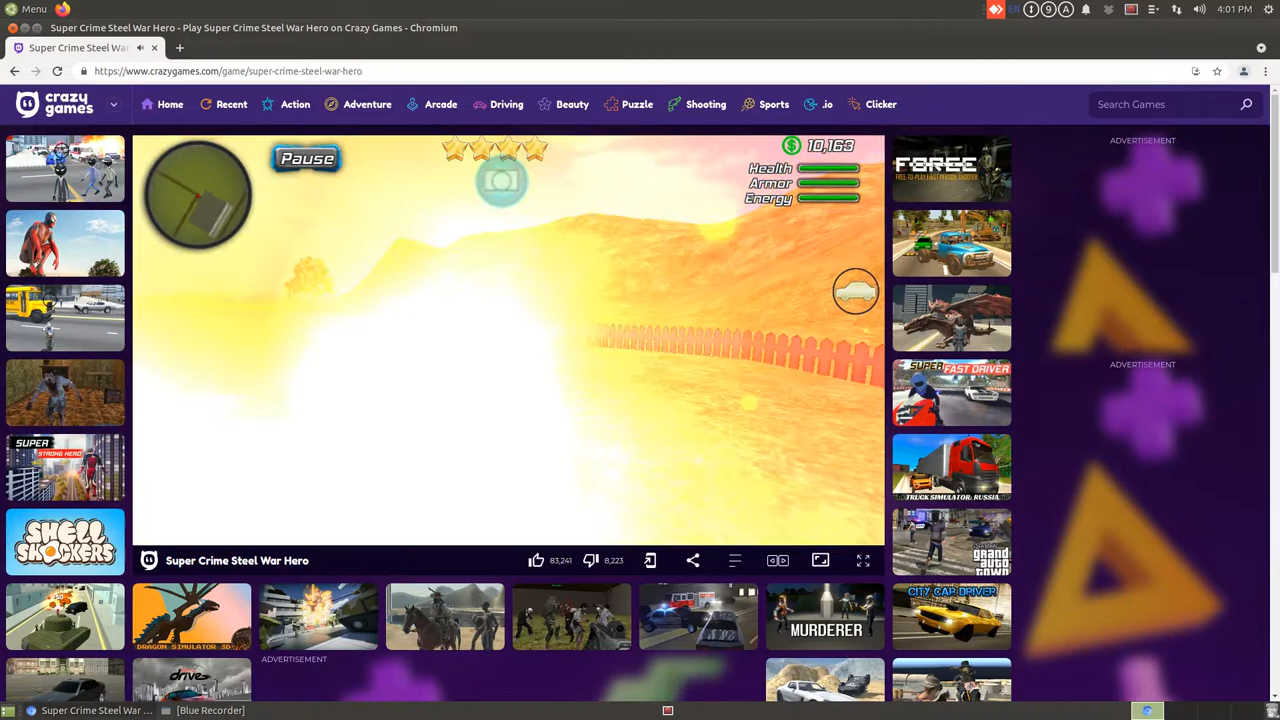 Menu
EN
4:01 PM
Super Crime Steel War Hero - Play Super Crime Steel War Hero on Crazy Games - Chromium
Super Crime Steel Wa
https://www.crazygames.com/game/super-crime-steel-war-hero
crazy games
Home
Recent
Action
Adventure
Arcade
Driving
Beauty
Puzzle
Shooting
Sports
.io
Clicker
Search Games
Pause
10,163
Health
Armor
Energy
ADVERTISEMENT
FREE-TO-PLAY FIRST PERSON SHOOTER
SUPER FAST DRIVER
ADVERTISEMENT
SUPER
STRONG HERO
TRUCK SIMULATOR: RUSSIA
SHELL SHOCKERS
GRAND AUTO TOWN
Super Crime Steel War Hero
83,241
8,223
DRAGON SIMULATOR 3D
MURDERER
CITY CAR DRIVER
ADVERTISEMENT
drive
Super Crime Steel War ...
[Blue Recorder]